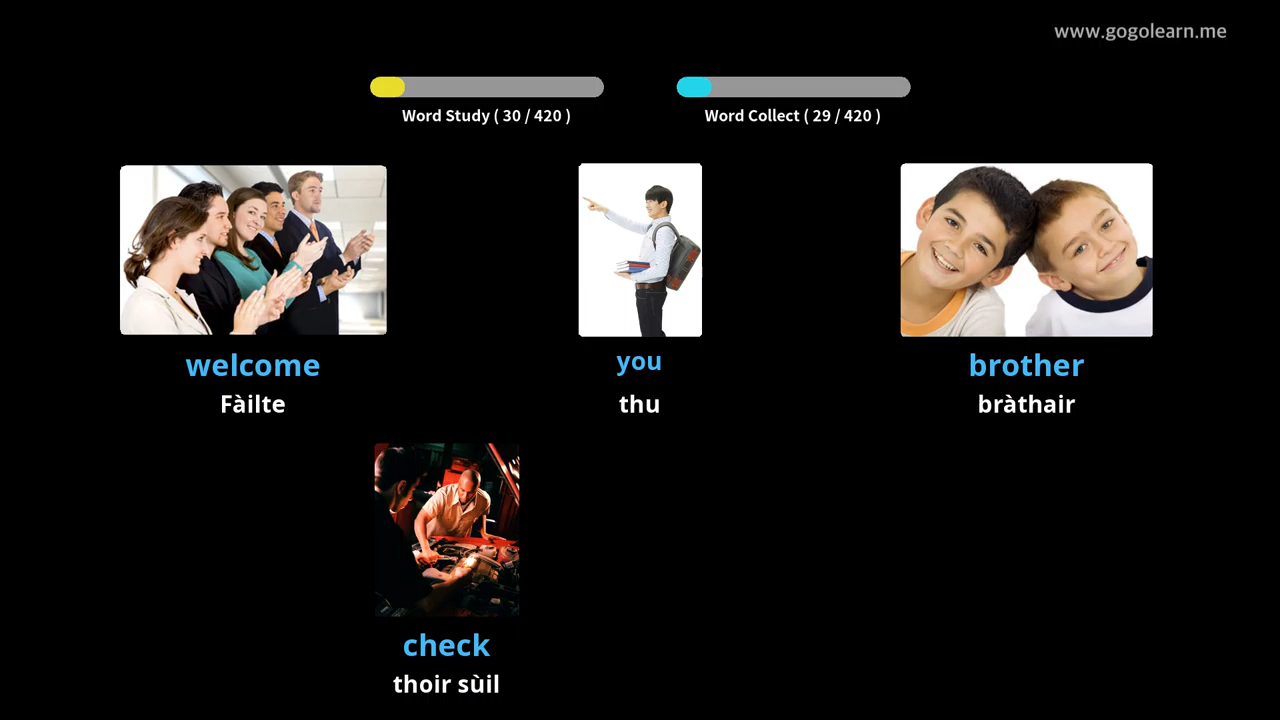 www.gogolearn.me
Word Study ( 30 / 420 )
Word Collect ( 29 / 420 )
welcome
Fàilte
you
thu
brother
bràthair
check
thoir sùil